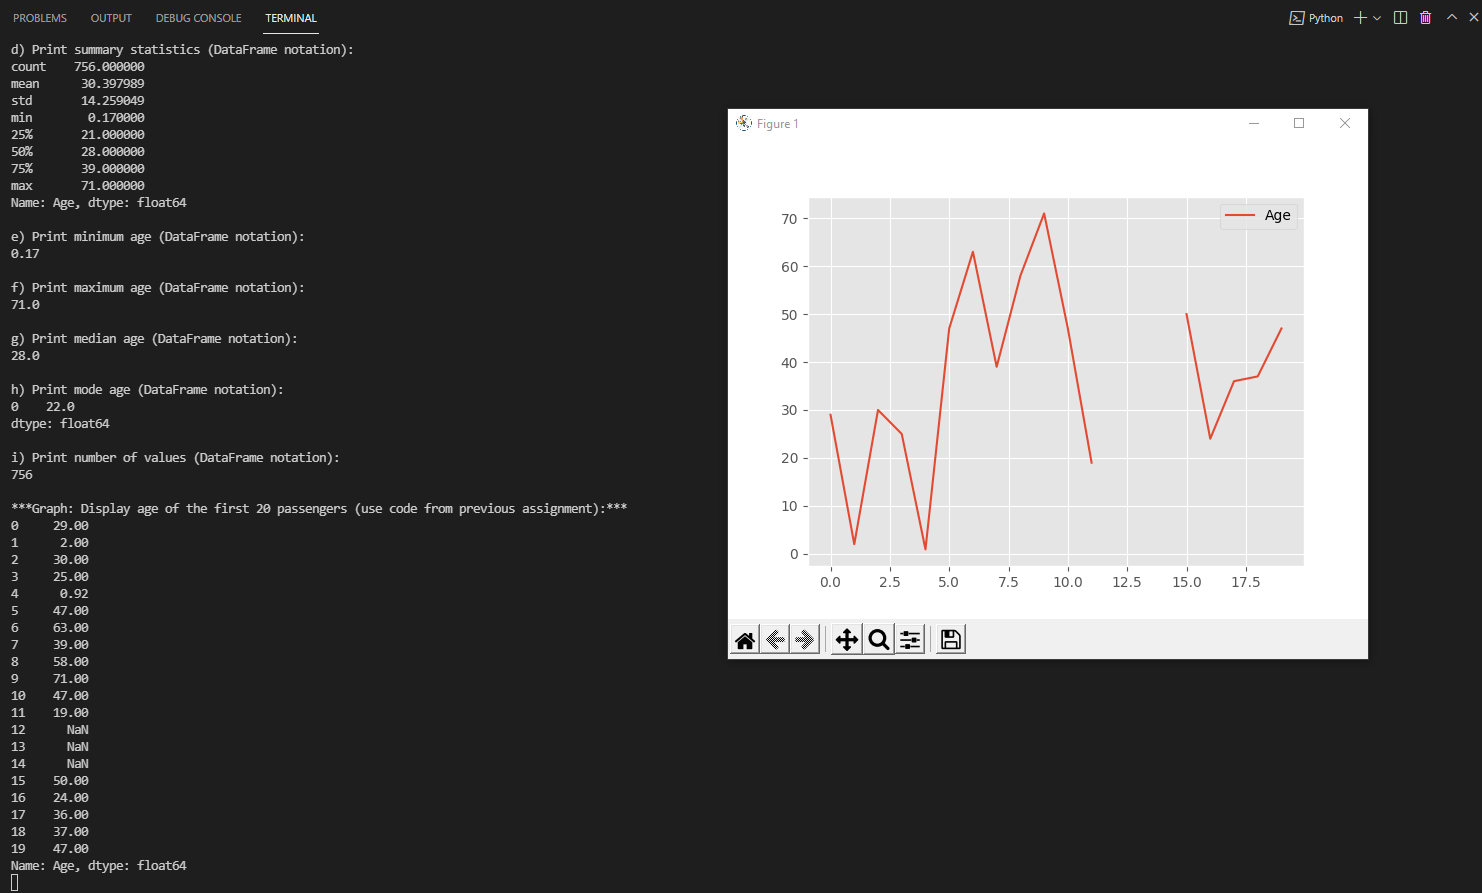 PROBLEMS OUTPUT DEBUG CONSOLE TERMINAL Python
d) Print summary statistics (DataFrame notation):
count 756.000000
mean 30.397989
std 14.259049
min 0.170000
25% 21.000000
50% 28.000000
75% 39.000000
max 71.000000
Name: Age, dtype: float64
e) Print minimum age (DataFrame notation):
0.17
f) Print maximum age (DataFrame notation):
71.0
g) Print median age (DataFrame notation):
28.0
h) Print mode age (DataFrame notation):
0 22.0
dtype: float64
i) Print number of values (DataFrame notation):
756
***Graph: Display age of the first 20 passengers (use code from previous assignment):***
0 29.00
1 2.00
2 30.00
3 25.00
4 0.92
5 47.00
6 63.00
7 39.00
8 58.00
9 71.00
10 47.00
11 19.00
12 NaN
13 NaN
14 NaN
15 50.00
16 24.00
17 36.00
18 37.00
19 47.00
Name: Age, dtype: float64
Figure 1
Age
70
60
50
40
30
20
10
0
0.0 2.5 5.0 7.5 10.0 12.5 15.0 17.5